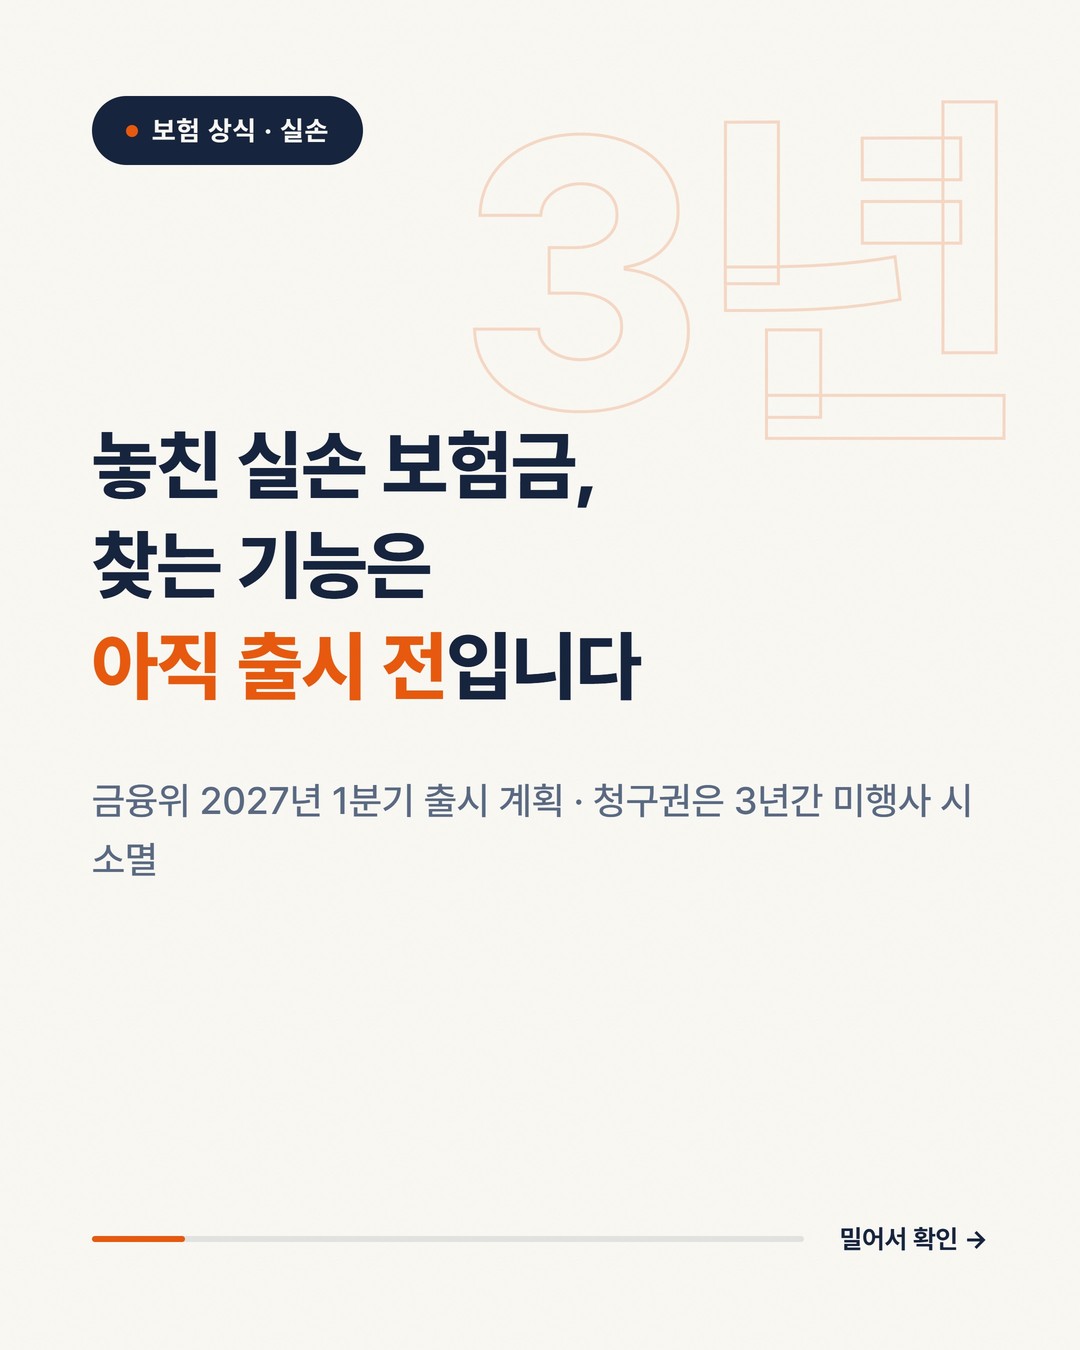 보험 상식 · 실손
3년
놓친 실손 보험금,
찾는 기능은
아직 출시 전입니다
금융위 2027년 1분기 출시 계획 · 청구권은 3년간 미행사 시
소멸
밀어서 확인 →